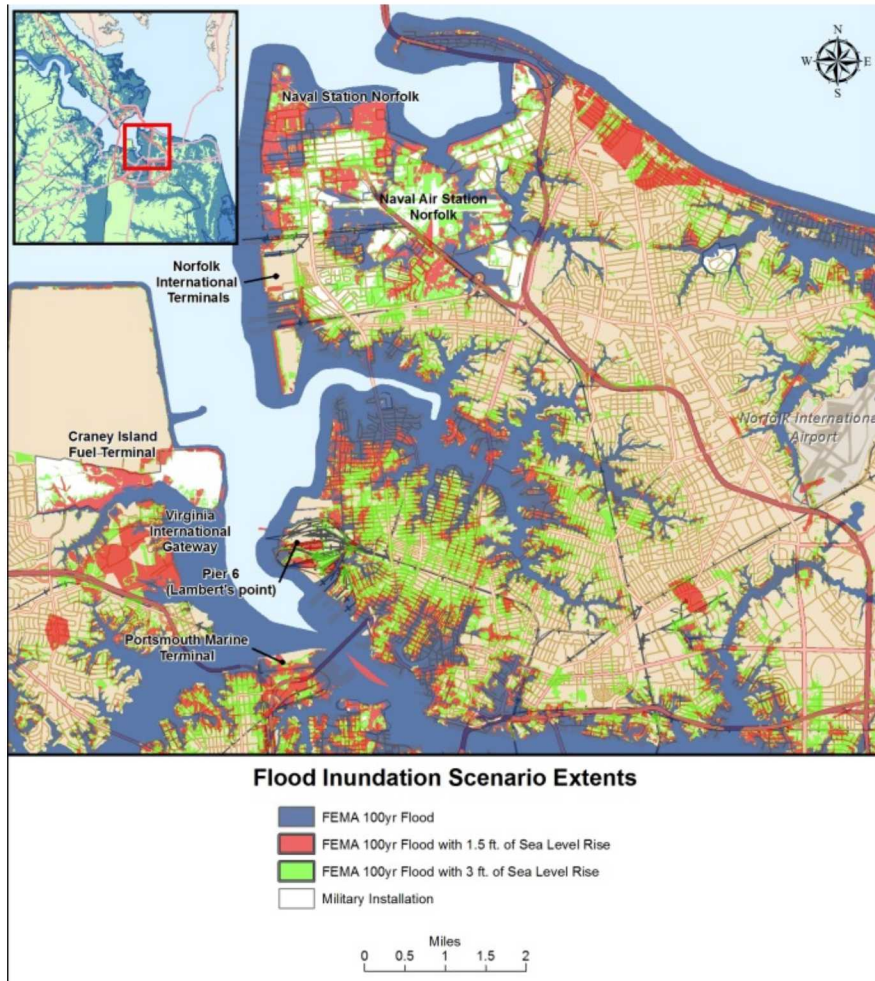 N
W E
S
Naval Station Norfolk
Naval Air Station
Norfolk
Norfolk
International
Terminals
Norfolk International
Airport
Craney Island
Fuel Terminal
Virginia
International
Gateway
Pier 6
(Lambert's point)
Portsmouth Marine
Terminal
Flood Inundation Scenario Extents
FEMA 100yr Flood
FEMA 100yr Flood with 1.5 ft. of Sea Level Rise
FEMA 100yr Flood with 3 ft. of Sea Level Rise
Military Installation
Miles
0 0.5 1 1.5 2